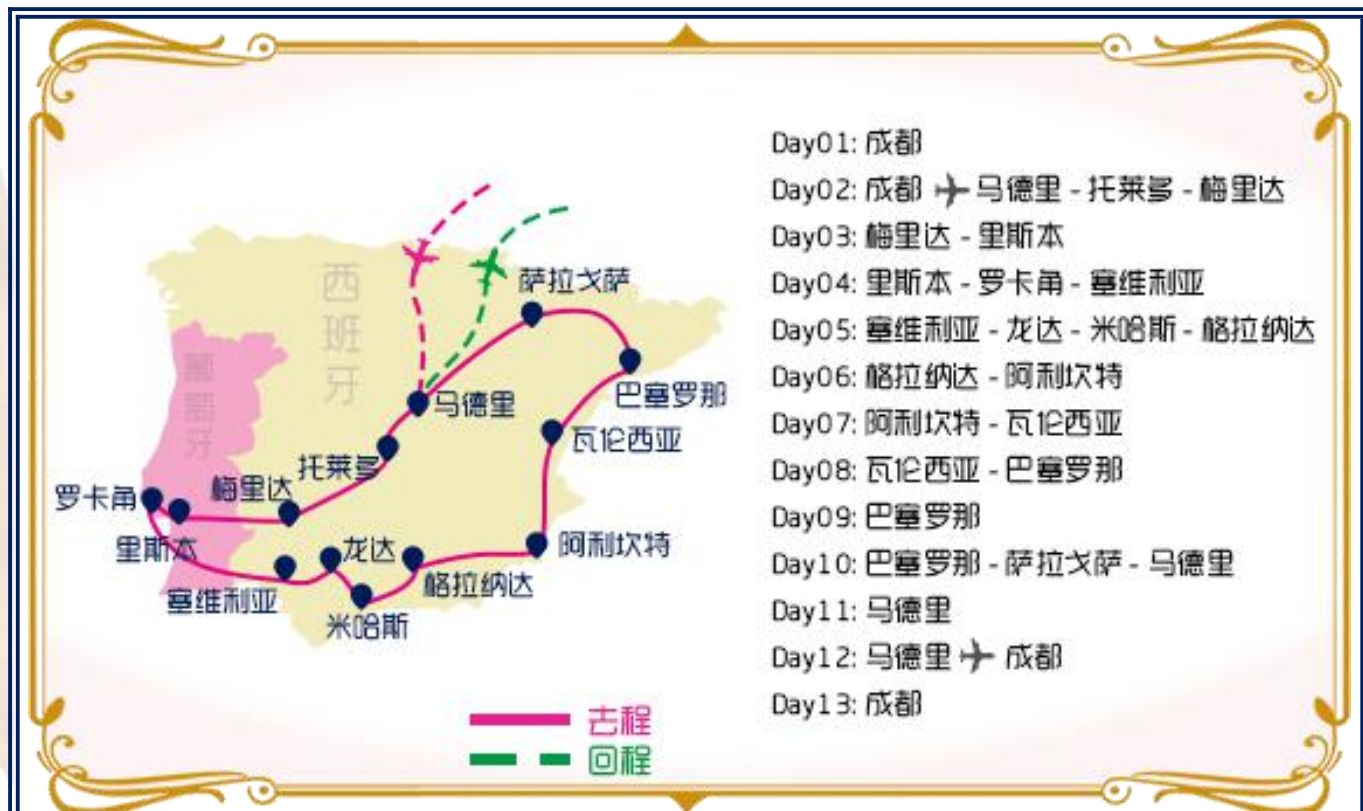 Day01: 成都
Day02: 成都 ✈ 马德里 - 托莱多 - 梅里达
Day03: 梅里达 - 里斯本
Day04: 里斯本 - 罗卡角 - 塞维利亚
Day05: 塞维利亚 - 龙达 - 米哈斯 - 格拉纳达
Day06: 格拉纳达 - 阿利坎特
Day07: 阿利坎特 - 瓦伦西亚
Day08: 瓦伦西亚 - 巴塞罗那
Day09: 巴塞罗那
Day10: 巴塞罗那 - 萨拉戈萨 - 马德里
Day11: 马德里
Day12: 马德里 ✈ 成都
Day13: 成都
西班牙
葡萄牙
萨拉戈萨
巴塞罗那
马德里
瓦伦西亚
托莱多
梅里达
罗卡角
里斯本
龙达
阿利坎特
格拉纳达
塞维利亚
米哈斯
去程
回程